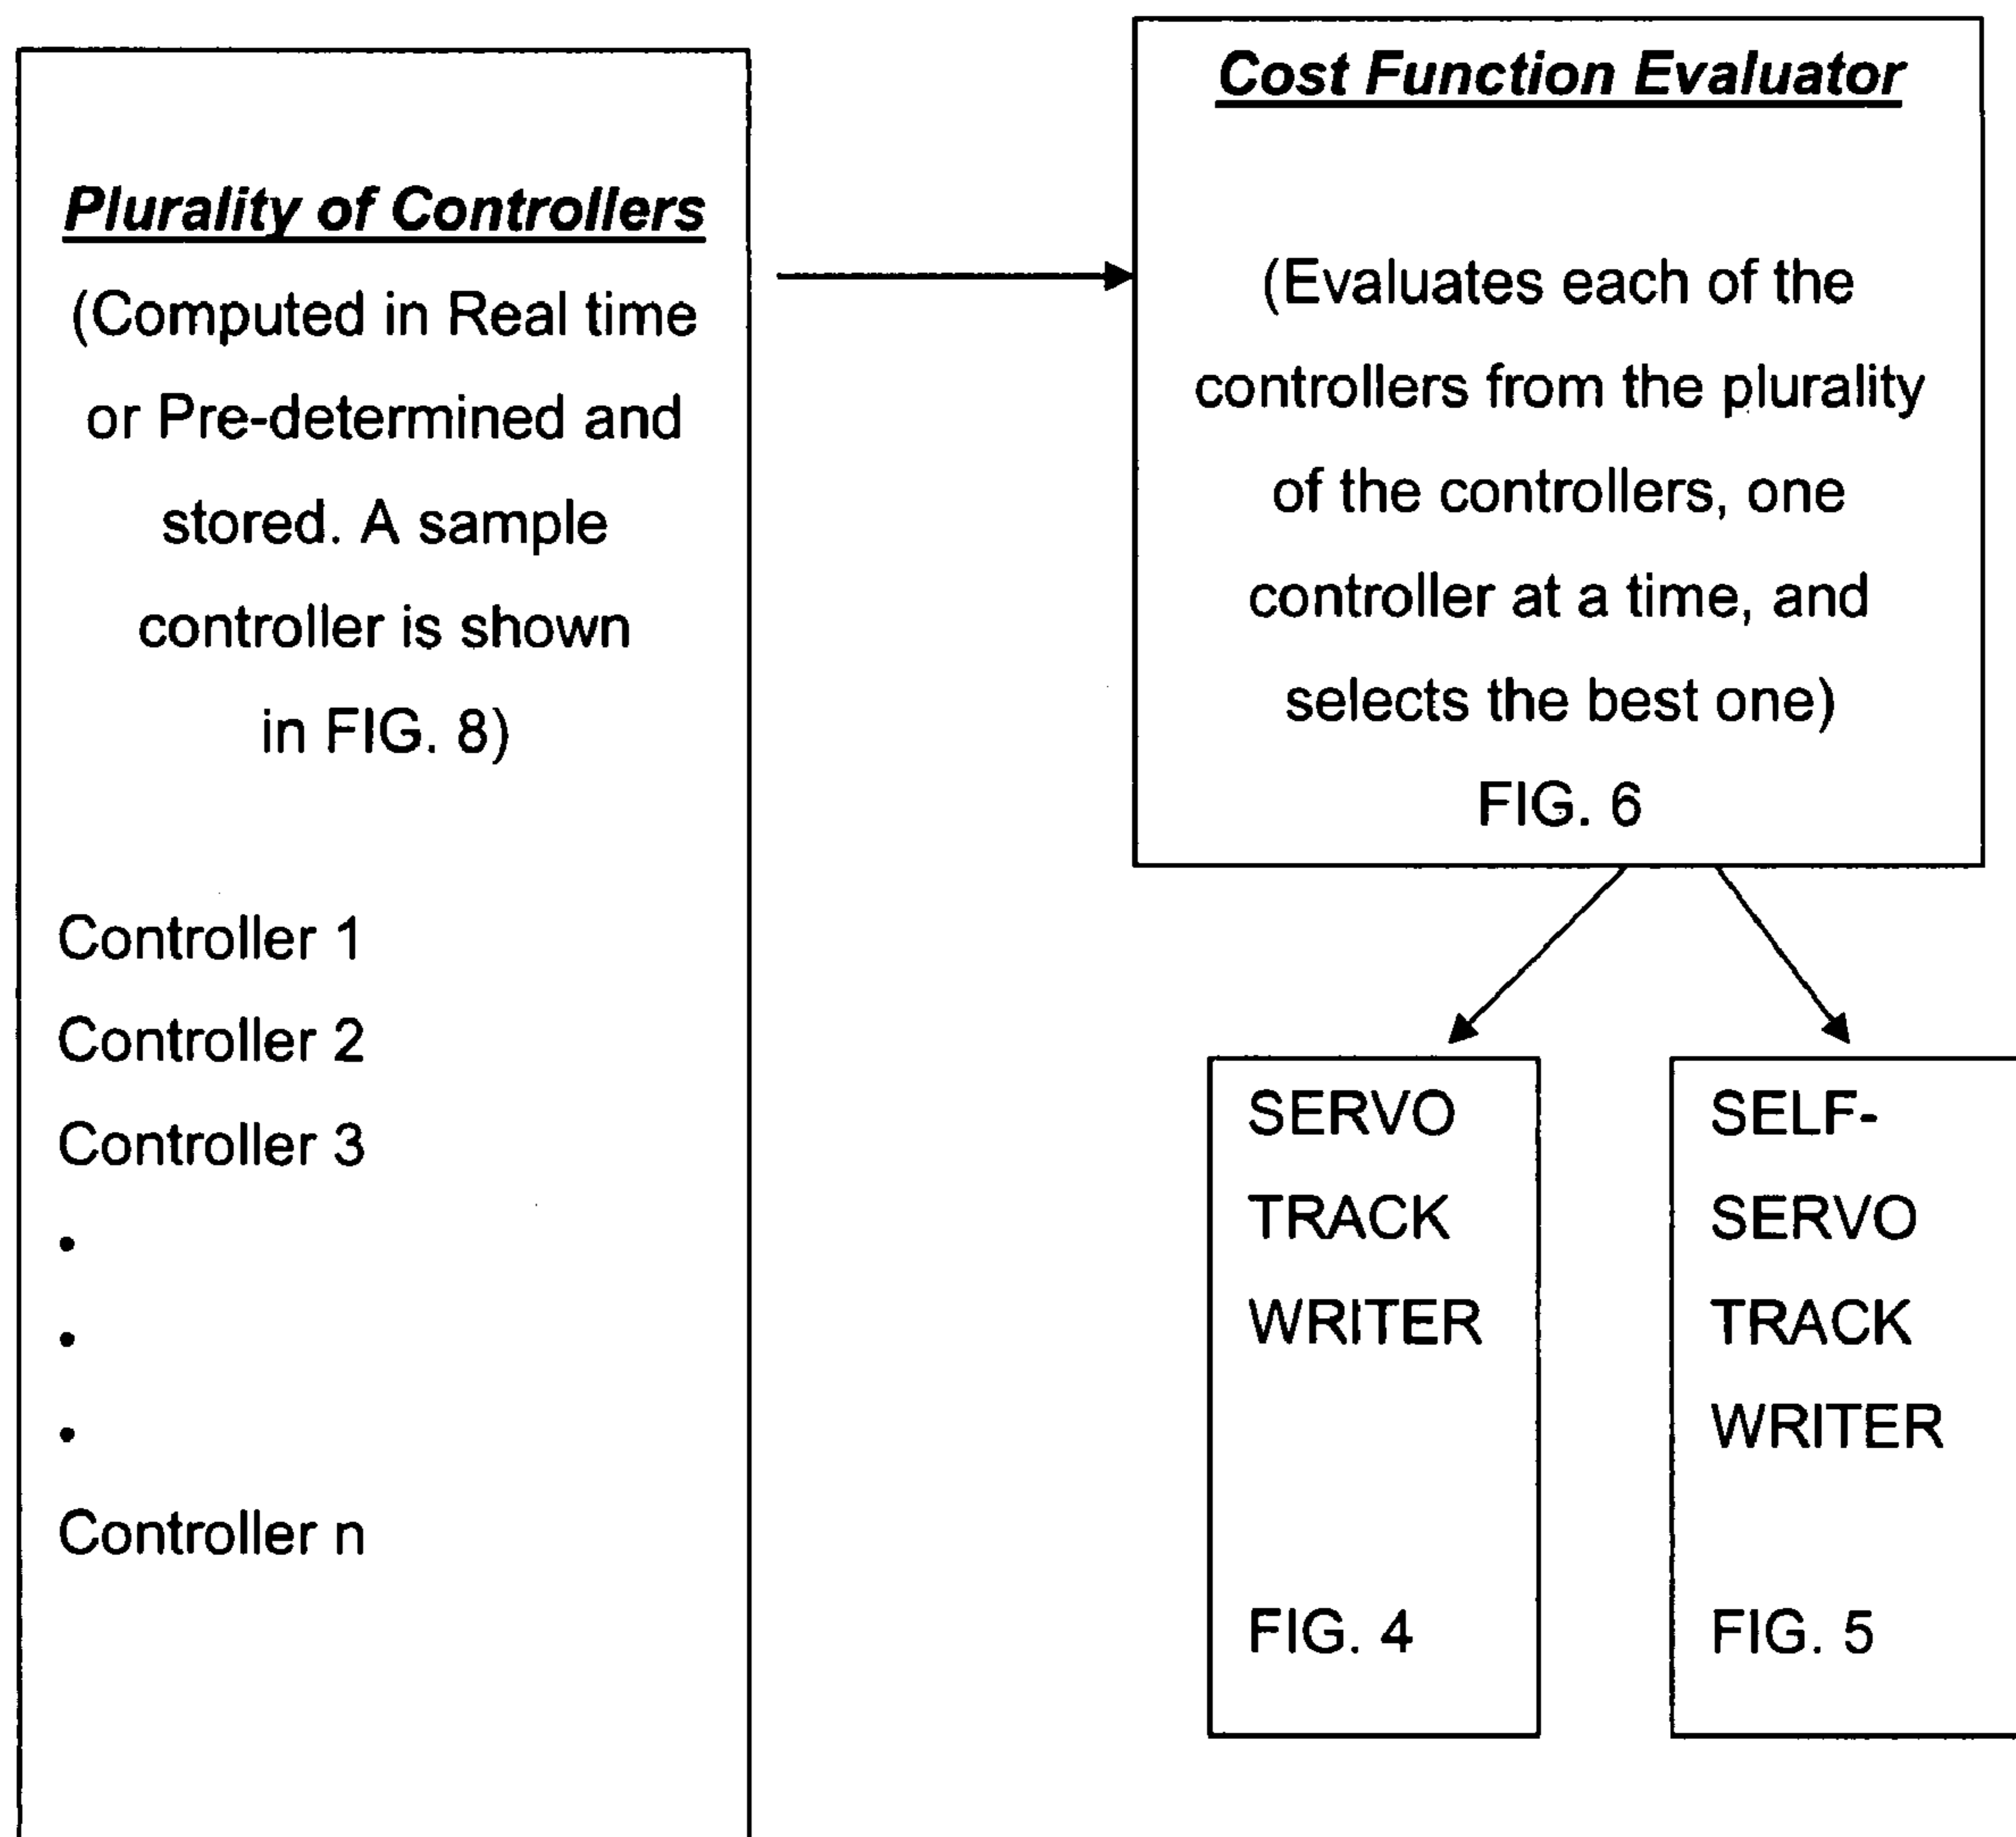 Plurality of Controllers
(Computed in Real time
or Pre-determined and
stored. A sample
controller is shown
in FIG. 8)
Controller 1
Controller 2
Controller 3
•
•
•
Controller n
Cost Function Evaluator
(Evaluates each of the
controllers from the plurality
of the controllers, one
controller at a time, and
selects the best one)
FIG. 6
SERVO
TRACK
WRITER
FIG. 4
SELF-
SERVO
TRACK
WRITER
FIG. 5